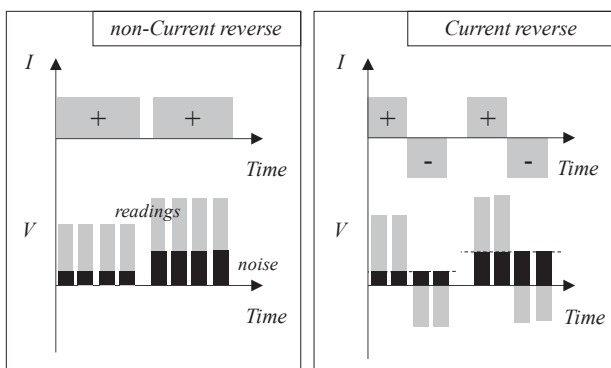 non-Current reverse
I
+
+
Time
V
readings
noise
Time
Current reverse
I
+
+
-
-
Time
V
Time